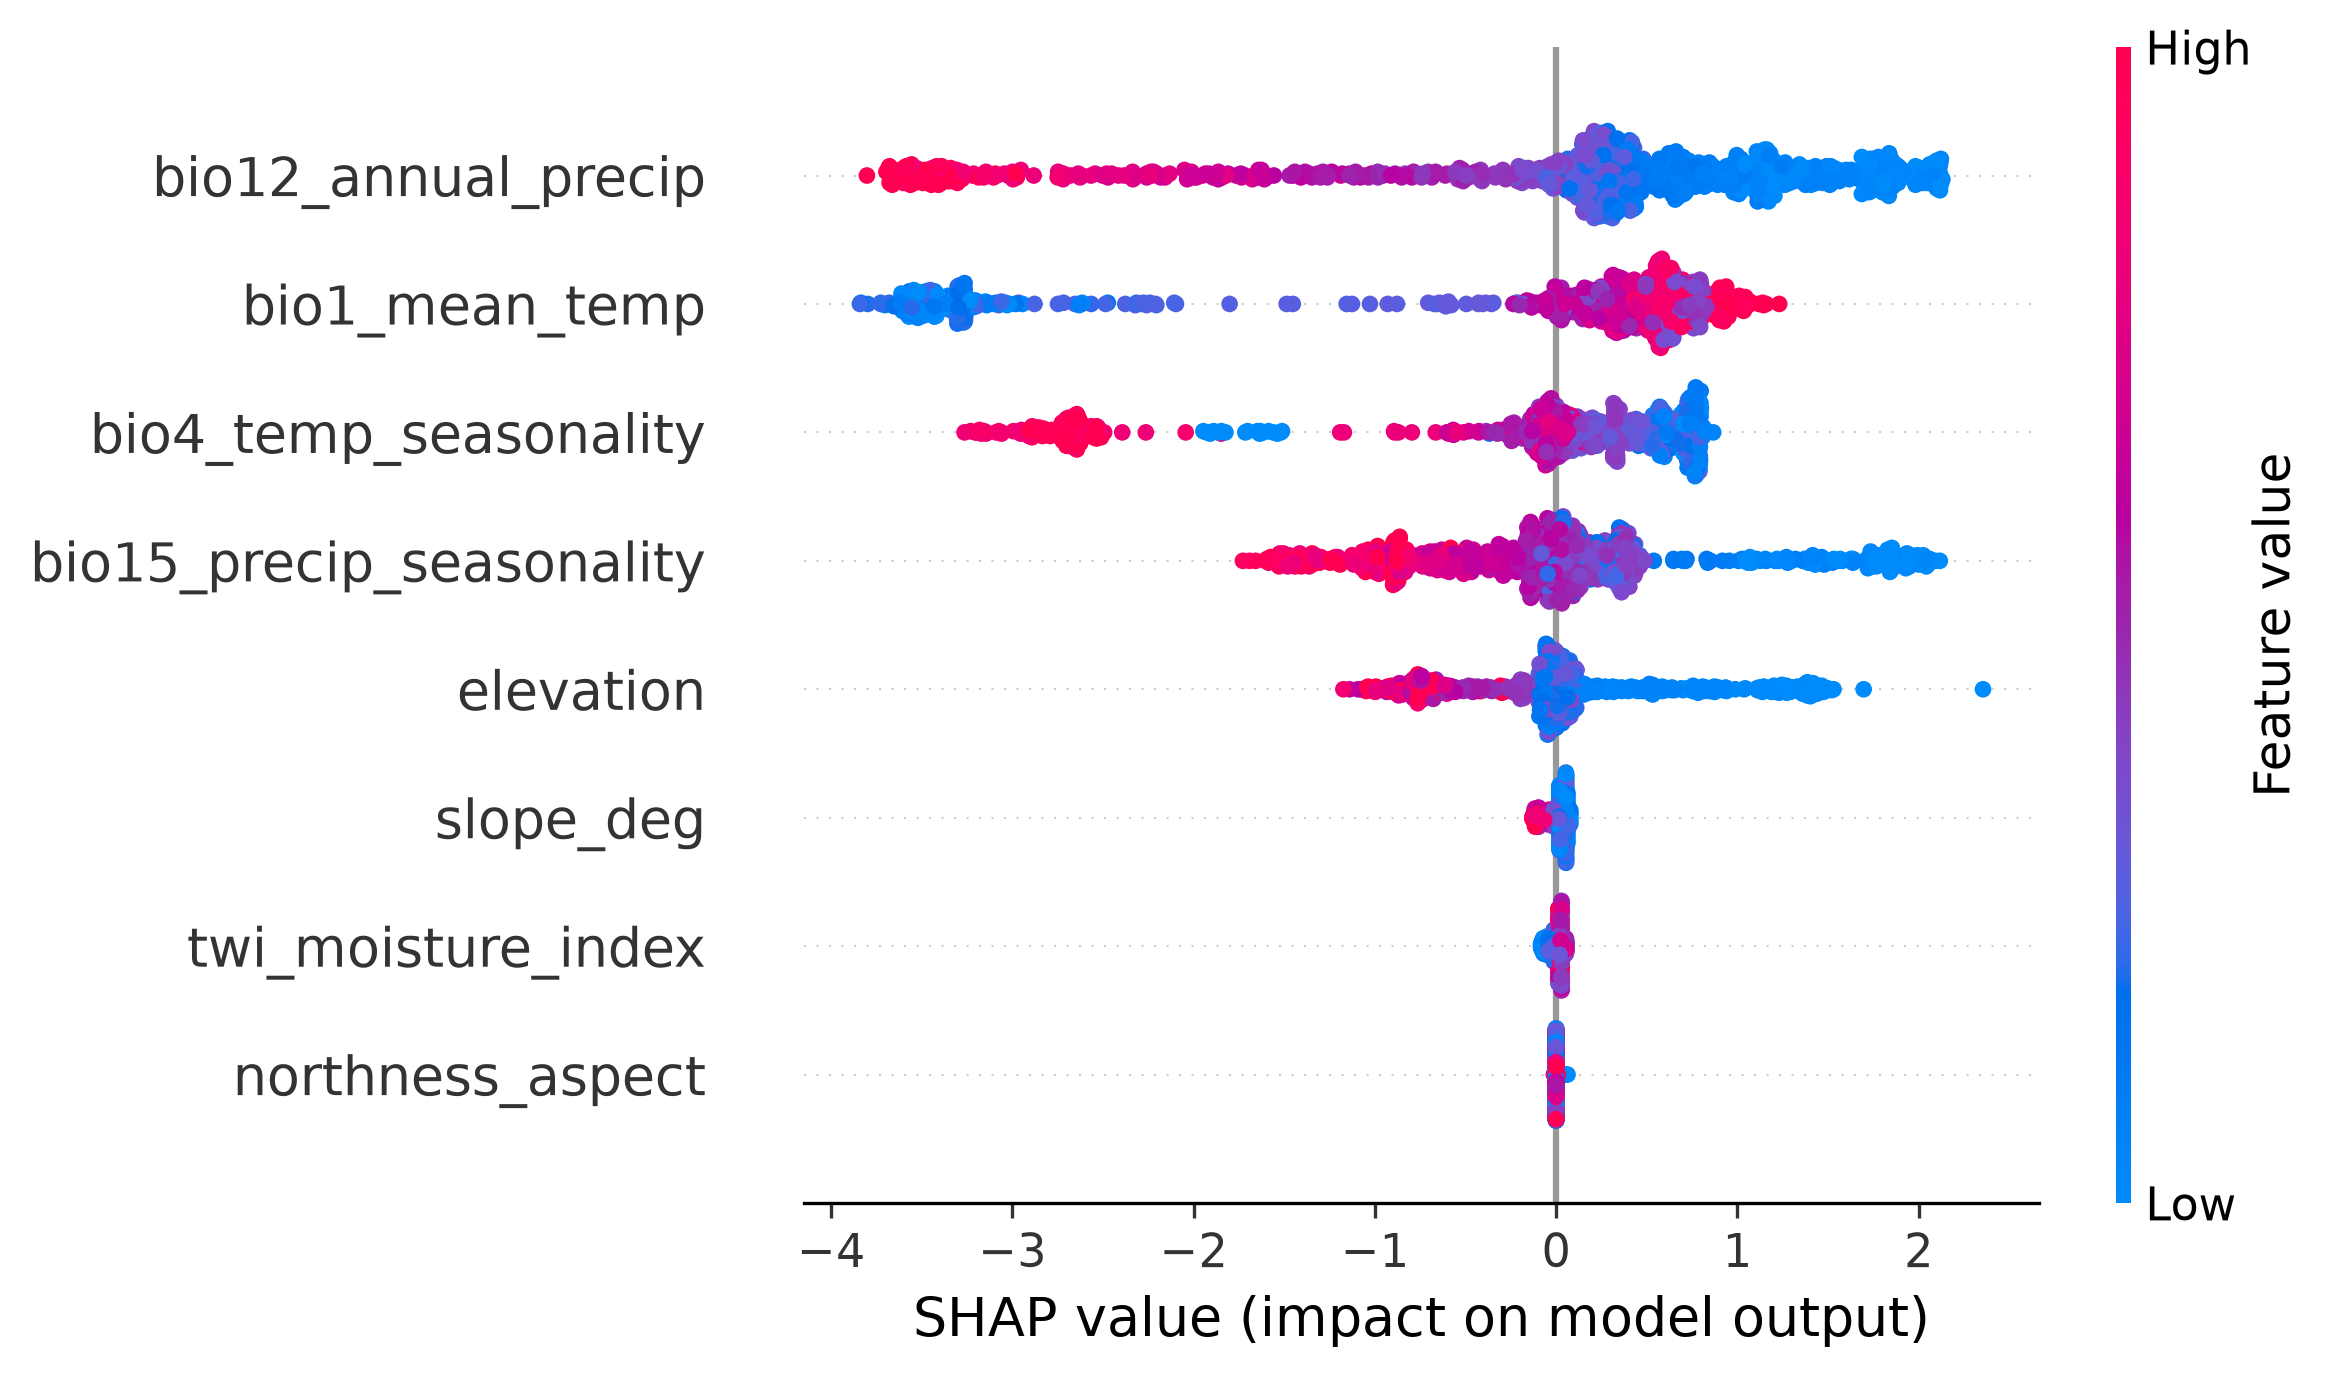 High
bio12_annual_precip
bio1_mean_temp
bio4_temp_seasonality
bio15_precip_seasonality
elevation
slope_deg
twi_moisture_index
northness_aspect
Feature value
Low
−4 −3 −2 −1 0 1 2
SHAP value (impact on model output)